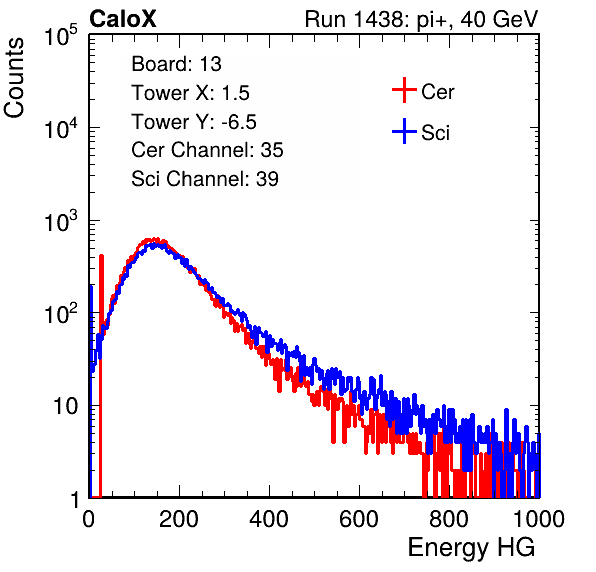 CaloX Run 1438: pi+, 40 GeV
Counts
10^5
10^4
10^3
10^2
10
1
Board: 13
Tower X: 1.5
Tower Y: -6.5
Cer Channel: 35
Sci Channel: 39
Cer
Sci
0 200 400 600 800 1000
Energy HG